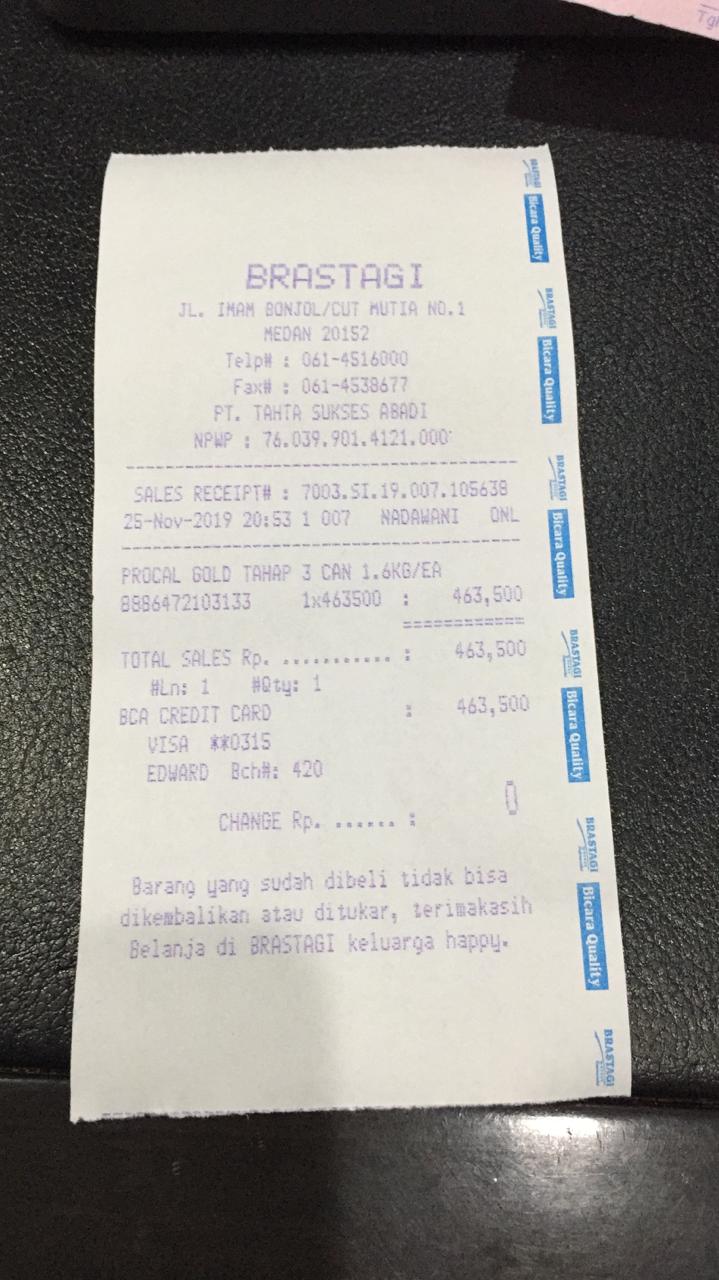 BRASTAGI
JL. IMAM BONJOL/CUT MUTIA NO.1
MEDAN 20152
Telp# : 061-4516000
Fax# : 061-4538677
PT. TAHTA SUKSES ABADI
NPWP : 76.039.901.4121.000
SALES RECEIPT# : 7003.SI.19.007.105638
25-Nov-2019 20:53 1 007 NADAWANI ONL
PROCAL GOLD TAHAP 3 CAN 1.6KG/EA
8886472103133 1x463500 : 463,500
============
TOTAL SALES Rp. ........... : 463,500
#Ln: 1 #Qty: 1
BCA CREDIT CARD : 463,500
VISA **0315
EDWARD Bch#: 420
0
CHANGE Rp. ...... :
Barang yang sudah dibeli tidak bisa
dikembalikan atau ditukar, terimakasih
Belanja di BRASTAGI keluarga happy.
BRASTAGI
Bicara Quality
BRASTAGI
Bicara Quality
BRASTAGI
Bicara Quality
BRASTAGI
Bicara Quality
BRASTAGI
Bicara Quality
BRASTAGI